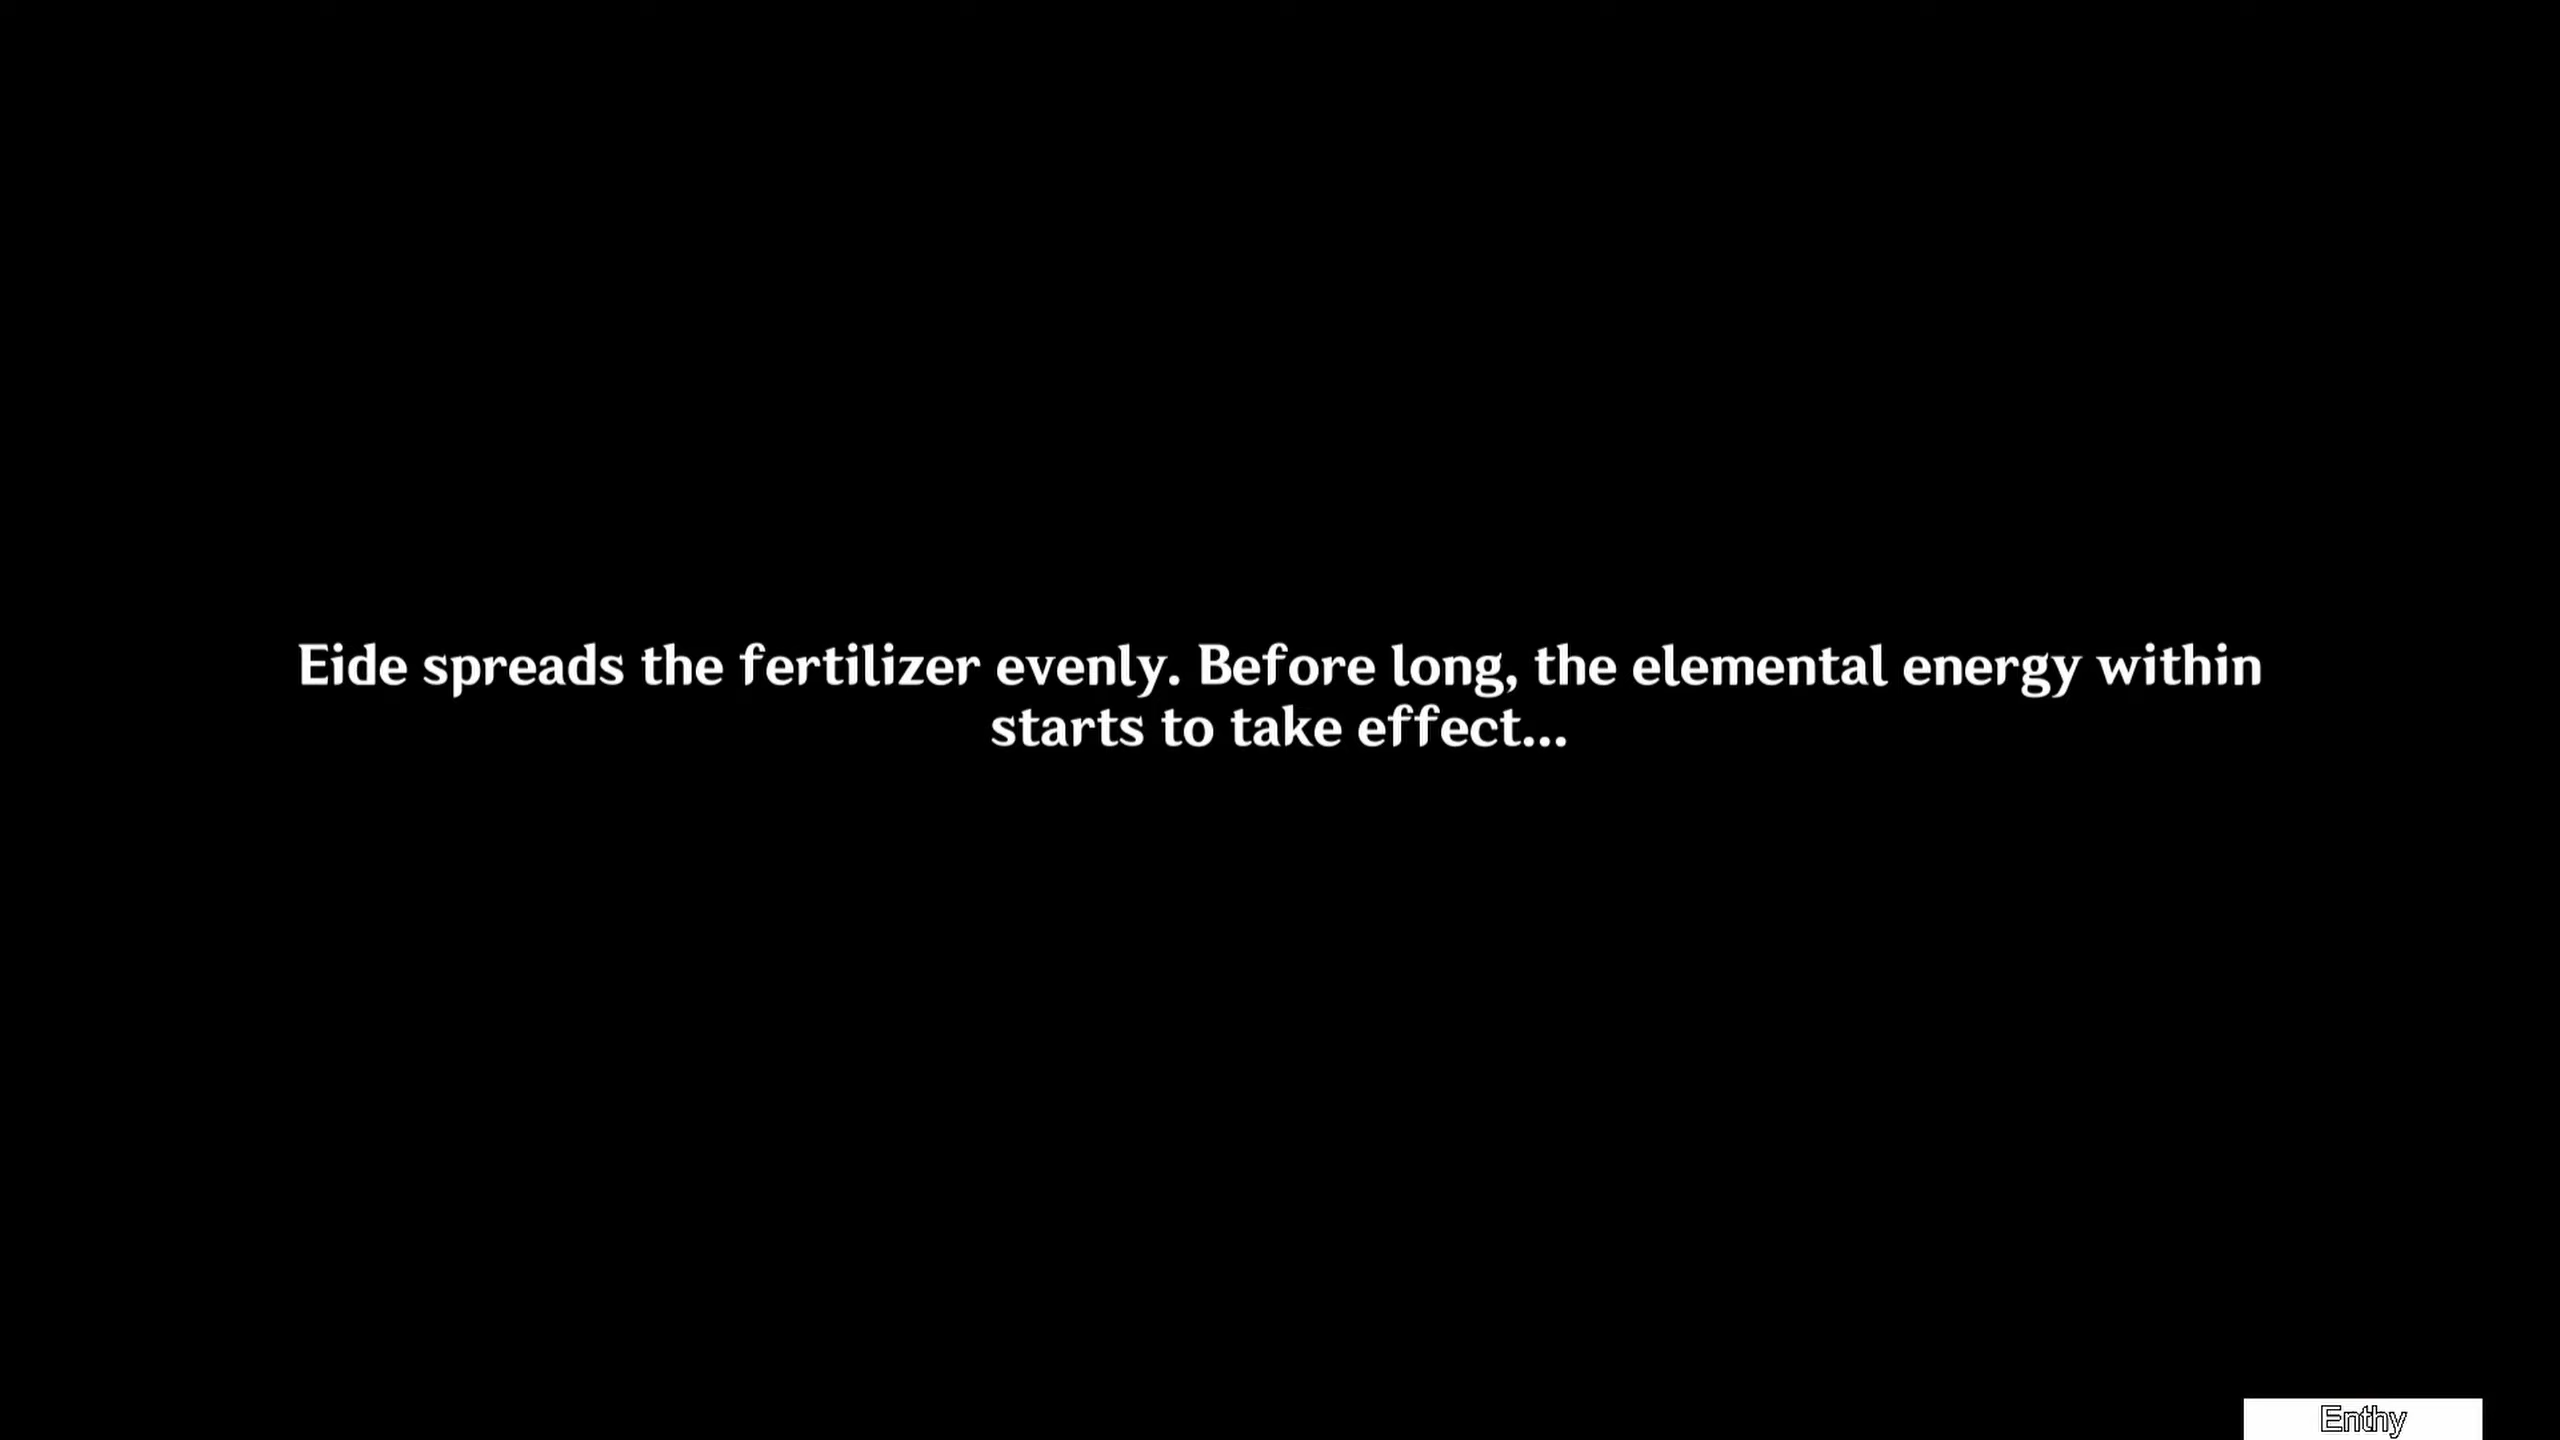 Eide spreads the fertilizer evenly. Before long, the elemental energy within
starts to take effect...
Enthy